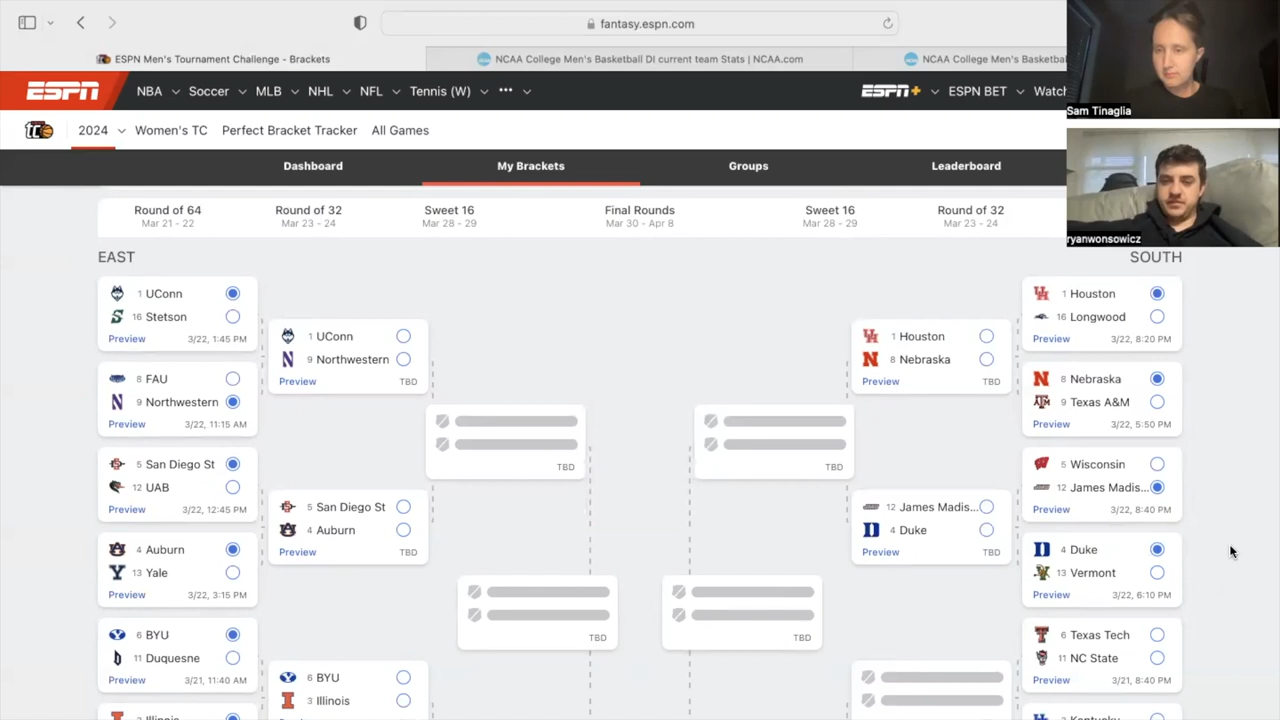 fantasy.espn.com
ESPN Men's Tournament Challenge - Brackets
NCAA College Men's Basketball DI current team Stats | NCAA.com
NCAA College Men's Basketbal
ESPN
NBA
Soccer
MLB
NHL
NFL
Tennis (W)
ESPN+
ESPN BET
Watch
tc
2024
Women's TC
Perfect Bracket Tracker
All Games
Sam Tinaglia
Dashboard
My Brackets
Groups
Leaderboard
ryanwonsowicz
Round of 64
Mar 21 - 22
Round of 32
Mar 23 - 24
Sweet 16
Mar 28 - 29
Final Rounds
Mar 30 - Apr 8
Sweet 16
Mar 28 - 29
Round of 32
Mar 23 - 24
EAST
1 UConn
16 Stetson
Preview 3/22, 1:45 PM
8 FAU
9 Northwestern
Preview 3/22, 11:15 AM
5 San Diego St
12 UAB
Preview 3/22, 12:45 PM
4 Auburn
13 Yale
Preview 3/22, 3:15 PM
6 BYU
11 Duquesne
Preview 3/21, 11:40 AM
3 Illinois
1 UConn
9 Northwestern
Preview TBD
5 San Diego St
4 Auburn
Preview TBD
6 BYU
3 Illinois
TBD
TBD
TBD
TBD
1 Houston
8 Nebraska
Preview TBD
12 James Madis...
4 Duke
Preview TBD
SOUTH
1 Houston
16 Longwood
Preview 3/22, 8:20 PM
8 Nebraska
9 Texas A&M
Preview 3/22, 5:50 PM
5 Wisconsin
12 James Madis...
Preview 3/22, 8:40 PM
4 Duke
13 Vermont
Preview 3/22, 6:10 PM
6 Texas Tech
11 NC State
Preview 3/21, 8:40 PM
Kentucky